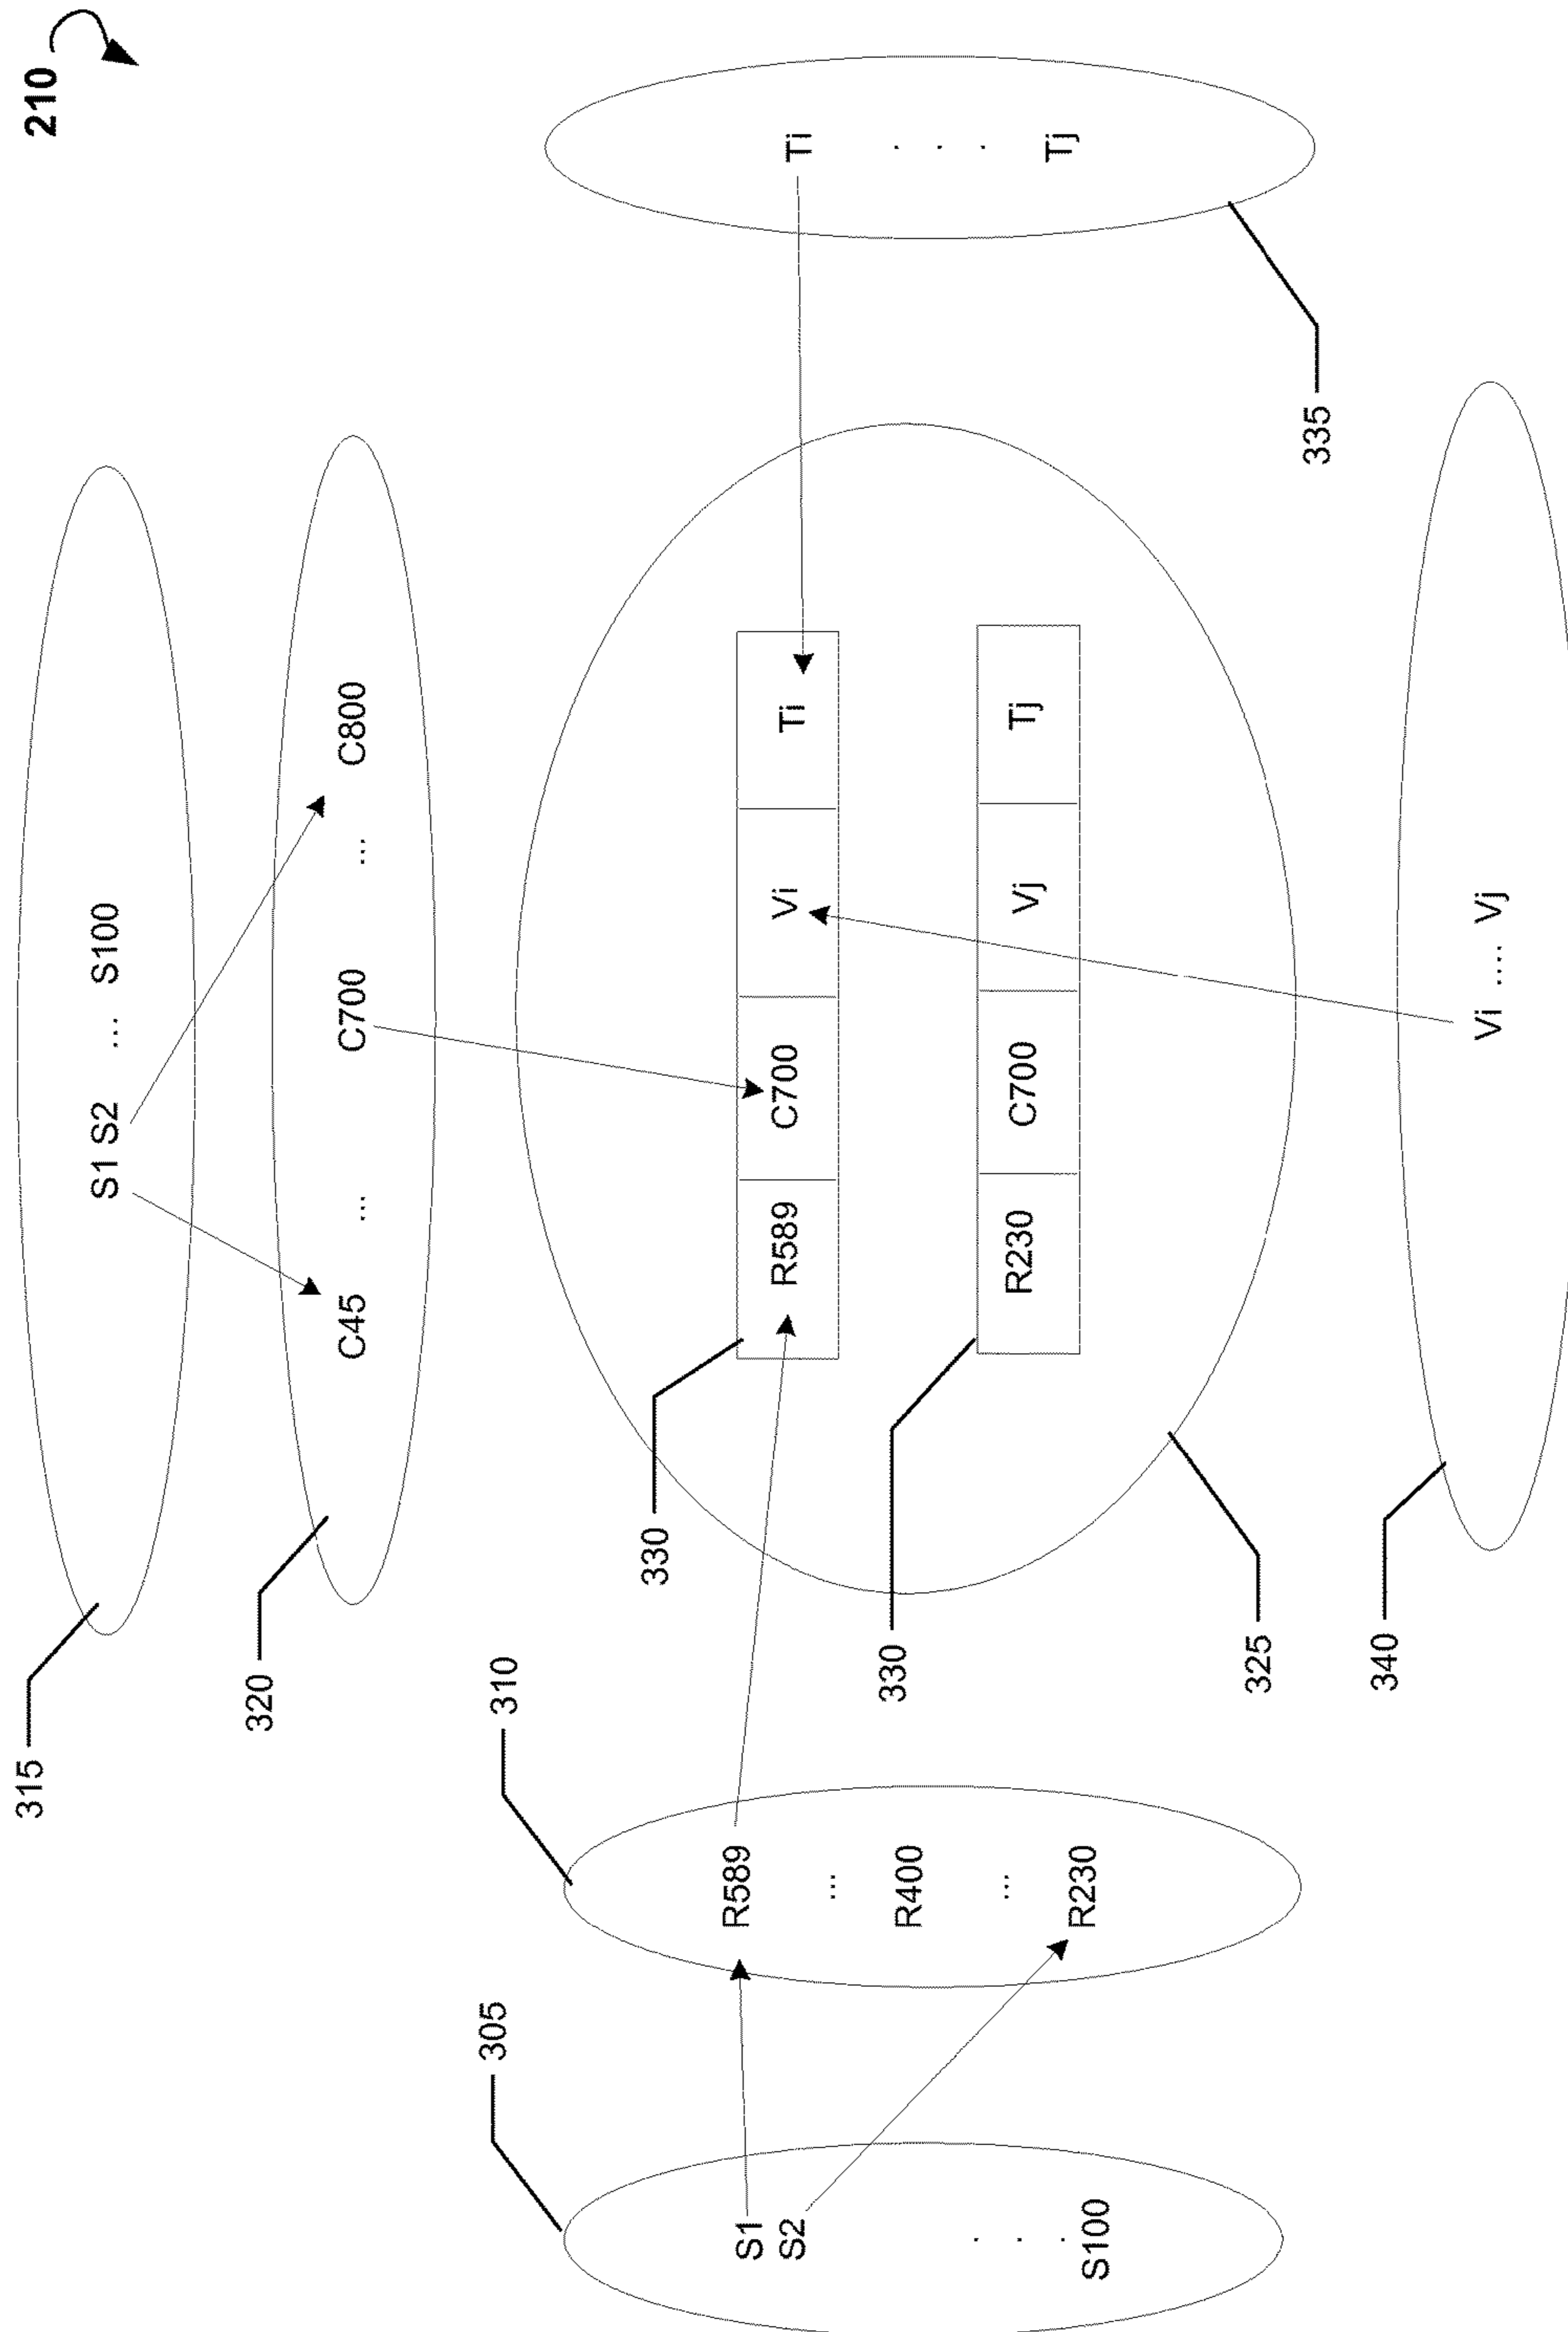 210
315
S1 S2 ... S100
320
C45 ... C700 ... C800
305
310
330
S1
R589
R589 C700 Vi Ti
Ti
S2
...
330
R400
. . .
. . .
...
R230 C700 Vj Tj
Tj
R230
S100
325
335
340
Vi .... Vj